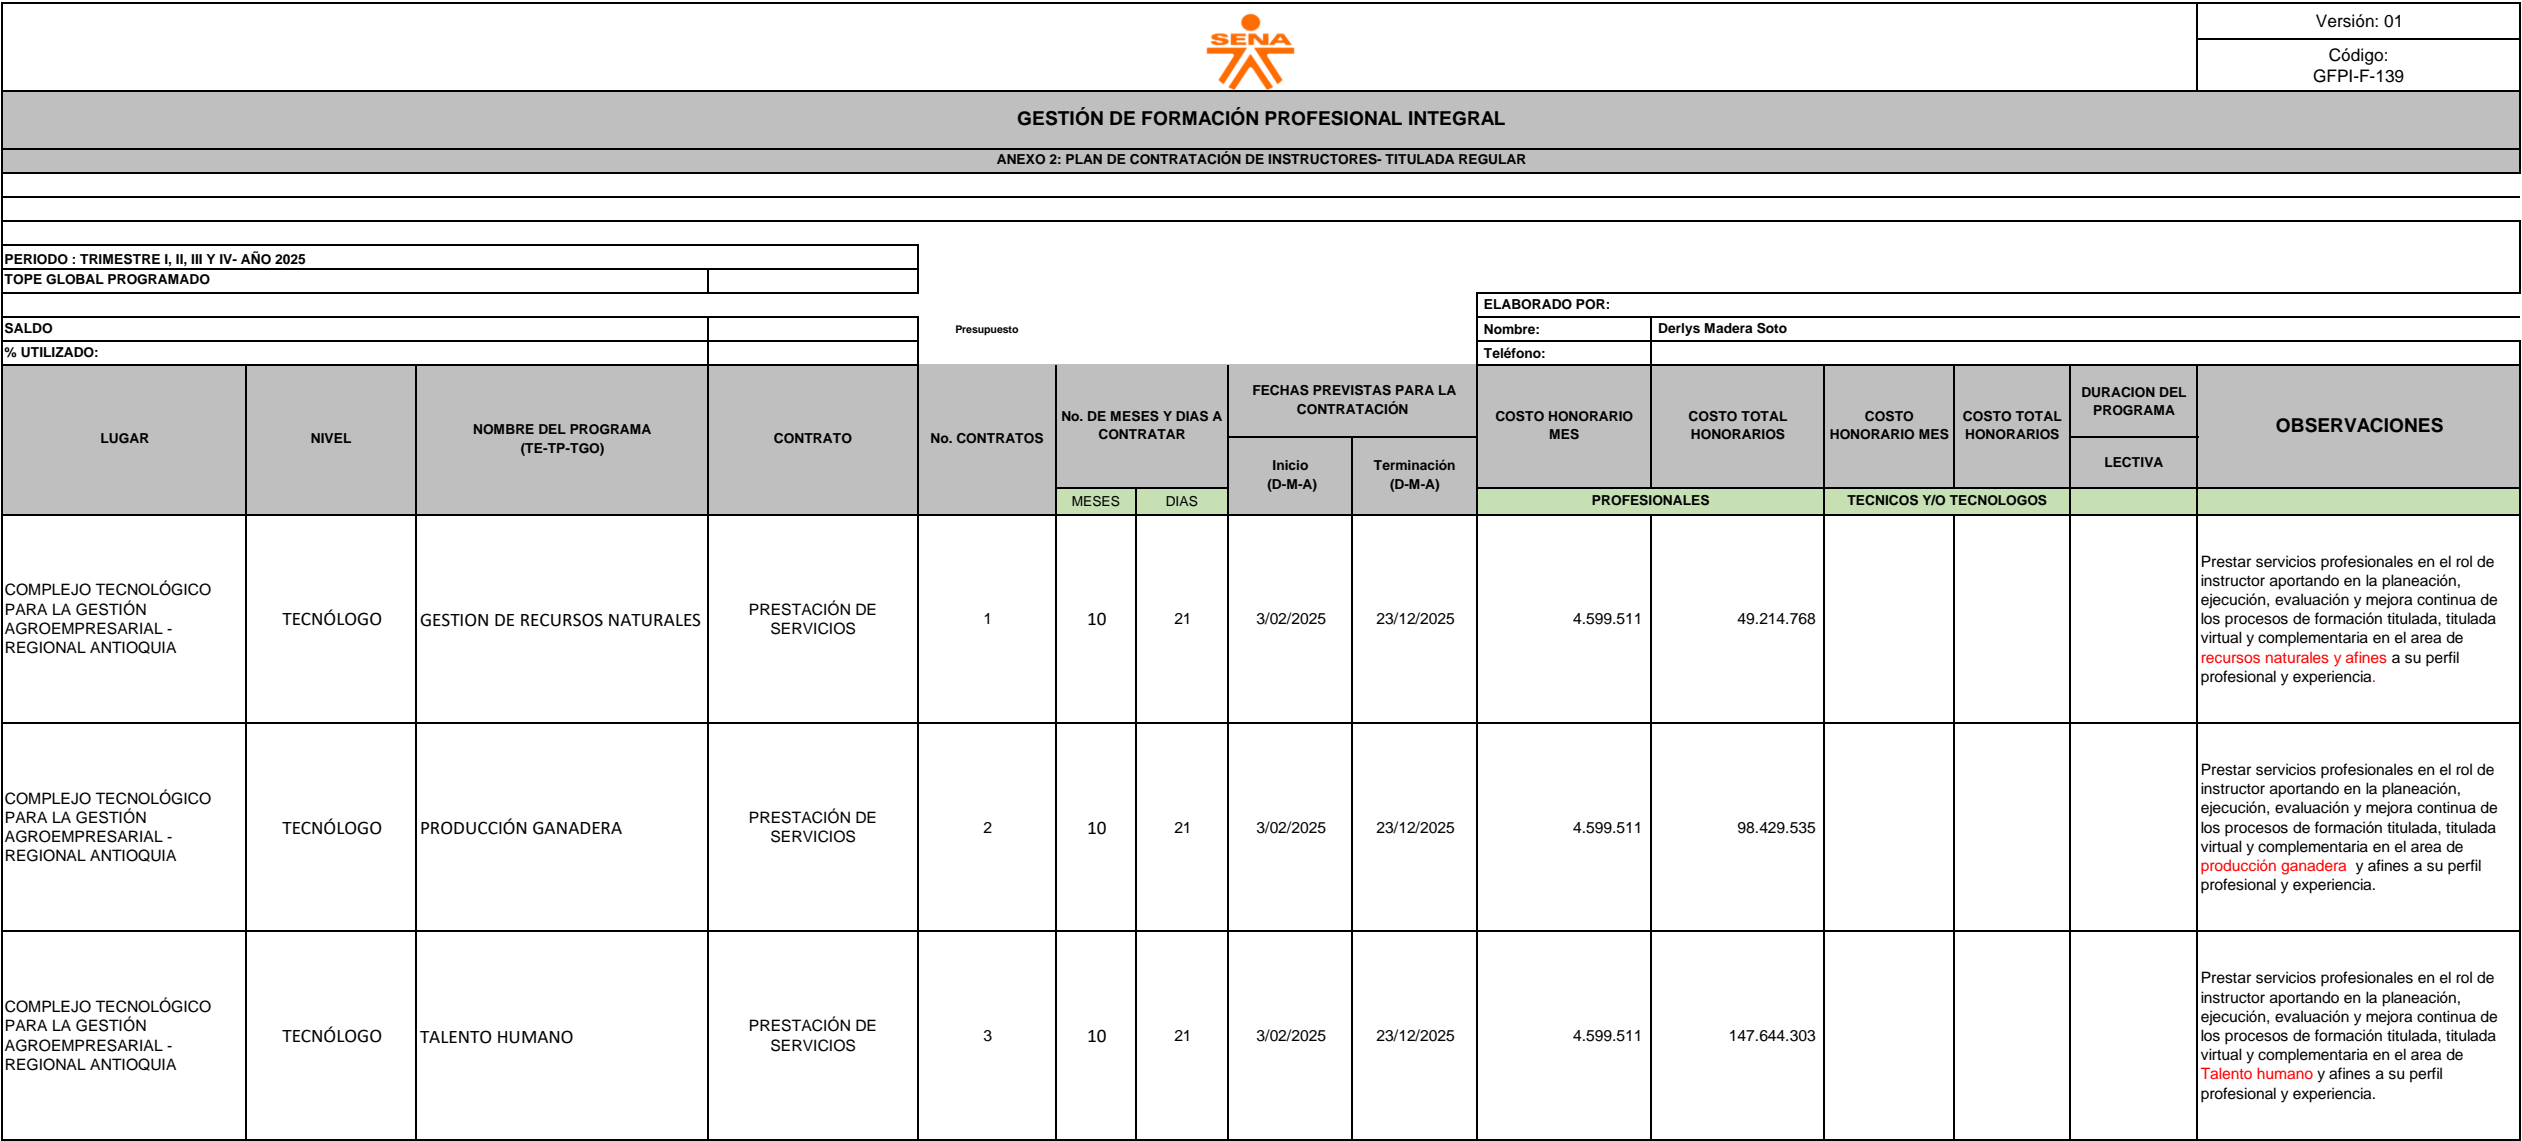 SENA
Versión: 01
Código:
GFPI-F-139
GESTIÓN DE FORMACIÓN PROFESIONAL INTEGRAL
ANEXO 2: PLAN DE CONTRATACIÓN DE INSTRUCTORES- TITULADA REGULAR
PERIODO : TRIMESTRE I, II, III Y IV- AÑO 2025
TOPE GLOBAL PROGRAMADO
ELABORADO POR:
SALDO
Presupuesto
Nombre:
Derlys Madera Soto
% UTILIZADO:
Teléfono:
LUGAR
NIVEL
NOMBRE DEL PROGRAMA
(TE-TP-TGO)
CONTRATO
No. CONTRATOS
No. DE MESES Y DIAS A
CONTRATAR
MESES
DIAS
FECHAS PREVISTAS PARA LA
CONTRATACIÓN
Inicio
(D-M-A)
Terminación
(D-M-A)
COSTO HONORARIO
MES
COSTO TOTAL
HONORARIOS
PROFESIONALES
COSTO
HONORARIO MES
COSTO TOTAL
HONORARIOS
TECNICOS Y/O TECNOLOGOS
DURACION DEL
PROGRAMA
LECTIVA
OBSERVACIONES
COMPLEJO TECNOLÓGICO
PARA LA GESTIÓN
AGROEMPRESARIAL -
REGIONAL ANTIOQUIA
TECNÓLOGO
GESTION DE RECURSOS NATURALES
PRESTACIÓN DE
SERVICIOS
1
10
21
3/02/2025
23/12/2025
4.599.511
49.214.768
Prestar servicios profesionales en el rol de
instructor aportando en la planeación,
ejecución, evaluación y mejora continua de
los procesos de formación titulada, titulada
virtual y complementaria en el area de
recursos naturales y afines a su perfil
profesional y experiencia.
COMPLEJO TECNOLÓGICO
PARA LA GESTIÓN
AGROEMPRESARIAL -
REGIONAL ANTIOQUIA
TECNÓLOGO
PRODUCCIÓN GANADERA
PRESTACIÓN DE
SERVICIOS
2
10
21
3/02/2025
23/12/2025
4.599.511
98.429.535
Prestar servicios profesionales en el rol de
instructor aportando en la planeación,
ejecución, evaluación y mejora continua de
los procesos de formación titulada, titulada
virtual y complementaria en el area de
producción ganadera y afines a su perfil
profesional y experiencia.
COMPLEJO TECNOLÓGICO
PARA LA GESTIÓN
AGROEMPRESARIAL -
REGIONAL ANTIOQUIA
TECNÓLOGO
TALENTO HUMANO
PRESTACIÓN DE
SERVICIOS
3
10
21
3/02/2025
23/12/2025
4.599.511
147.644.303
Prestar servicios profesionales en el rol de
instructor aportando en la planeación,
ejecución, evaluación y mejora continua de
los procesos de formación titulada, titulada
virtual y complementaria en el area de
Talento humano y afines a su perfil
profesional y experiencia.